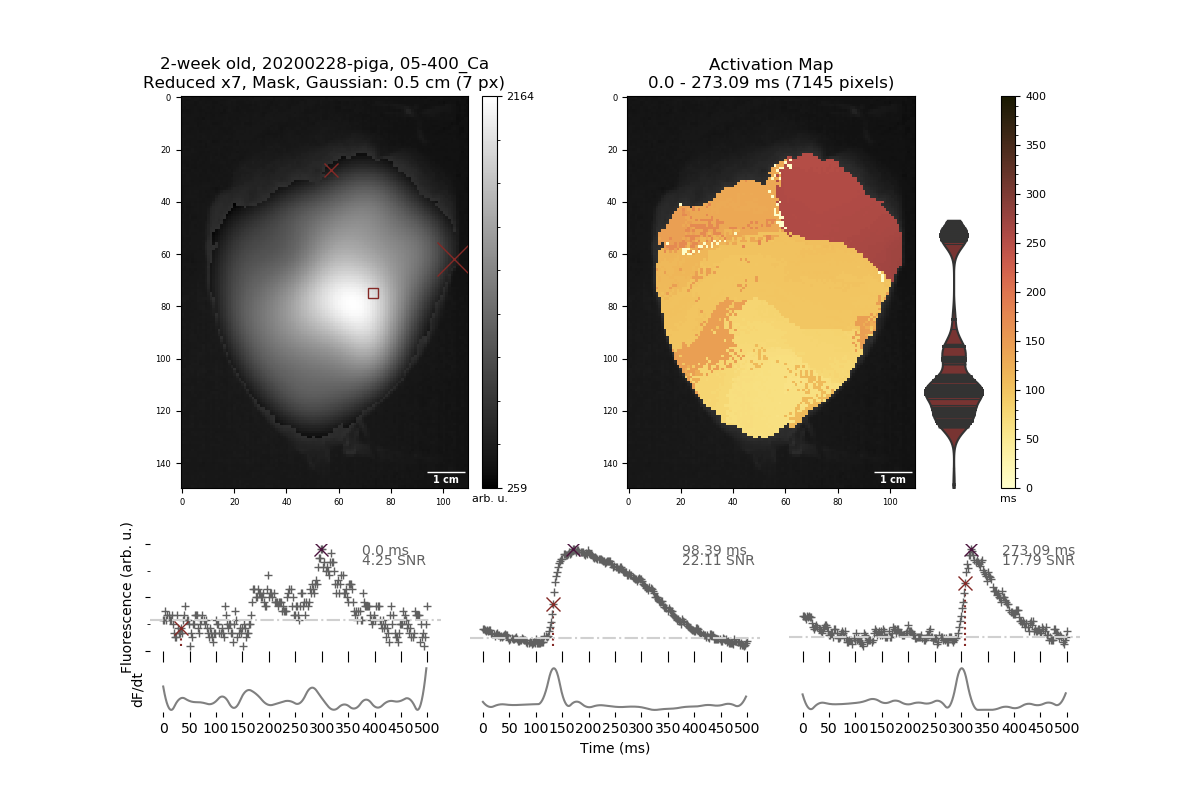 2-week old, 20200228-piga, 05-400_Ca
Reduced x7, Mask, Gaussian: 0.5 cm (7 px)
Activation Map
0.0 - 273.09 ms (7145 pixels)
0
20
40
60
80
100
120
140
0 20 40 60 80 100
1 cm
2164
259
arb. u.
0
20
40
60
80
100
120
140
0 20 40 60 80 100
1 cm
400
350
300
250
200
150
100
50
0
ms
Fluorescence (arb. u.)
0.0 ms
4.25 SNR
98.39 ms
22.11 SNR
273.09 ms
17.79 SNR
dF/dt
0 50 100 150 200 250 300 350 400 450 500
0 50 100 150 200 250 300 350 400 450 500
0 50 100 150 200 250 300 350 400 450 500
Time (ms)